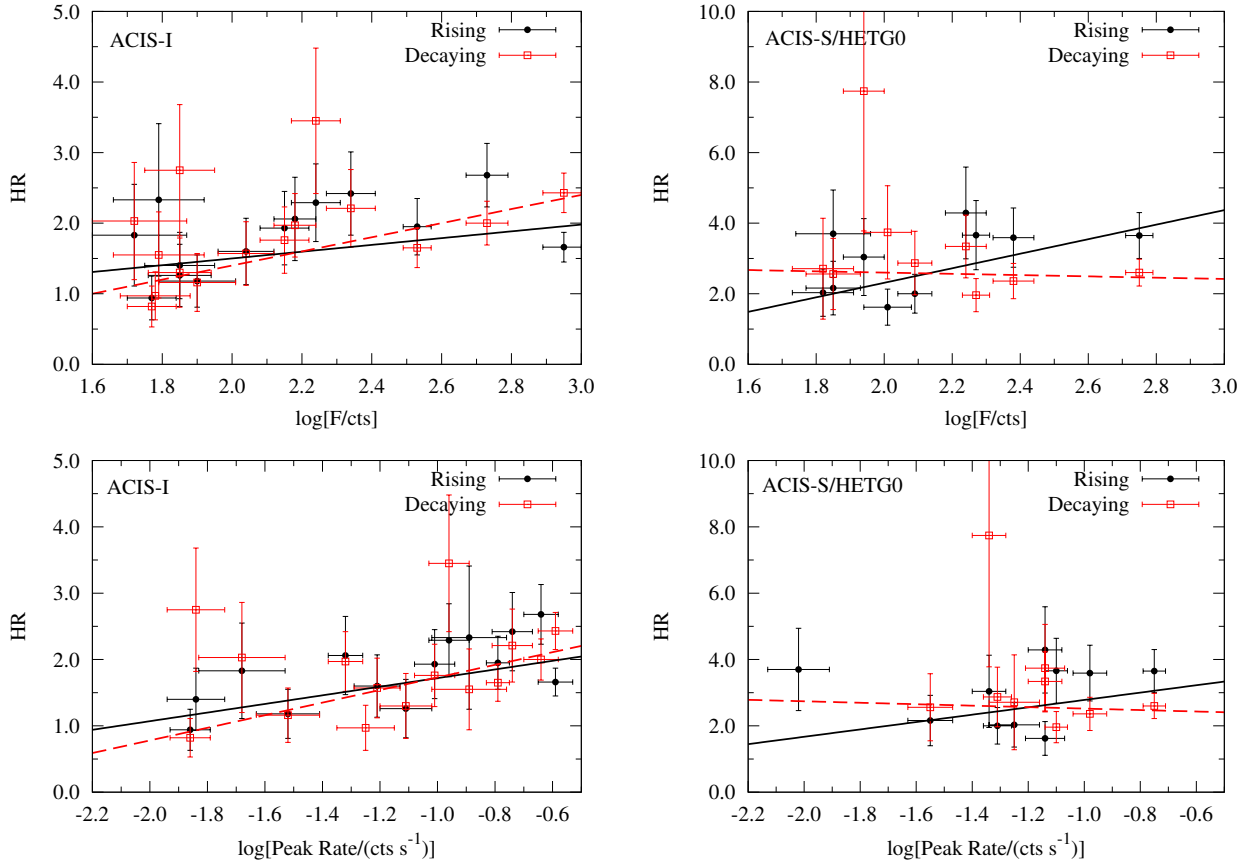 ACIS-I
Rising
Decaying
5.0
4.0
3.0
2.0
1.0
0.0
HR
1.6 1.8 2.0 2.2 2.4 2.6 2.8 3.0
log[F/cts]
ACIS-S/HETG0
Rising
Decaying
10.0
8.0
6.0
4.0
2.0
0.0
HR
1.6 1.8 2.0 2.2 2.4 2.6 2.8 3.0
log[F/cts]
ACIS-I
Rising
Decaying
5.0
4.0
3.0
2.0
1.0
0.0
HR
-2.2 -2.0 -1.8 -1.6 -1.4 -1.2 -1.0 -0.8 -0.6
log[Peak Rate/(cts s⁻¹)]
ACIS-S/HETG0
Rising
Decaying
10.0
8.0
6.0
4.0
2.0
0.0
HR
-2.2 -2.0 -1.8 -1.6 -1.4 -1.2 -1.0 -0.8 -0.6
log[Peak Rate/(cts s⁻¹)]